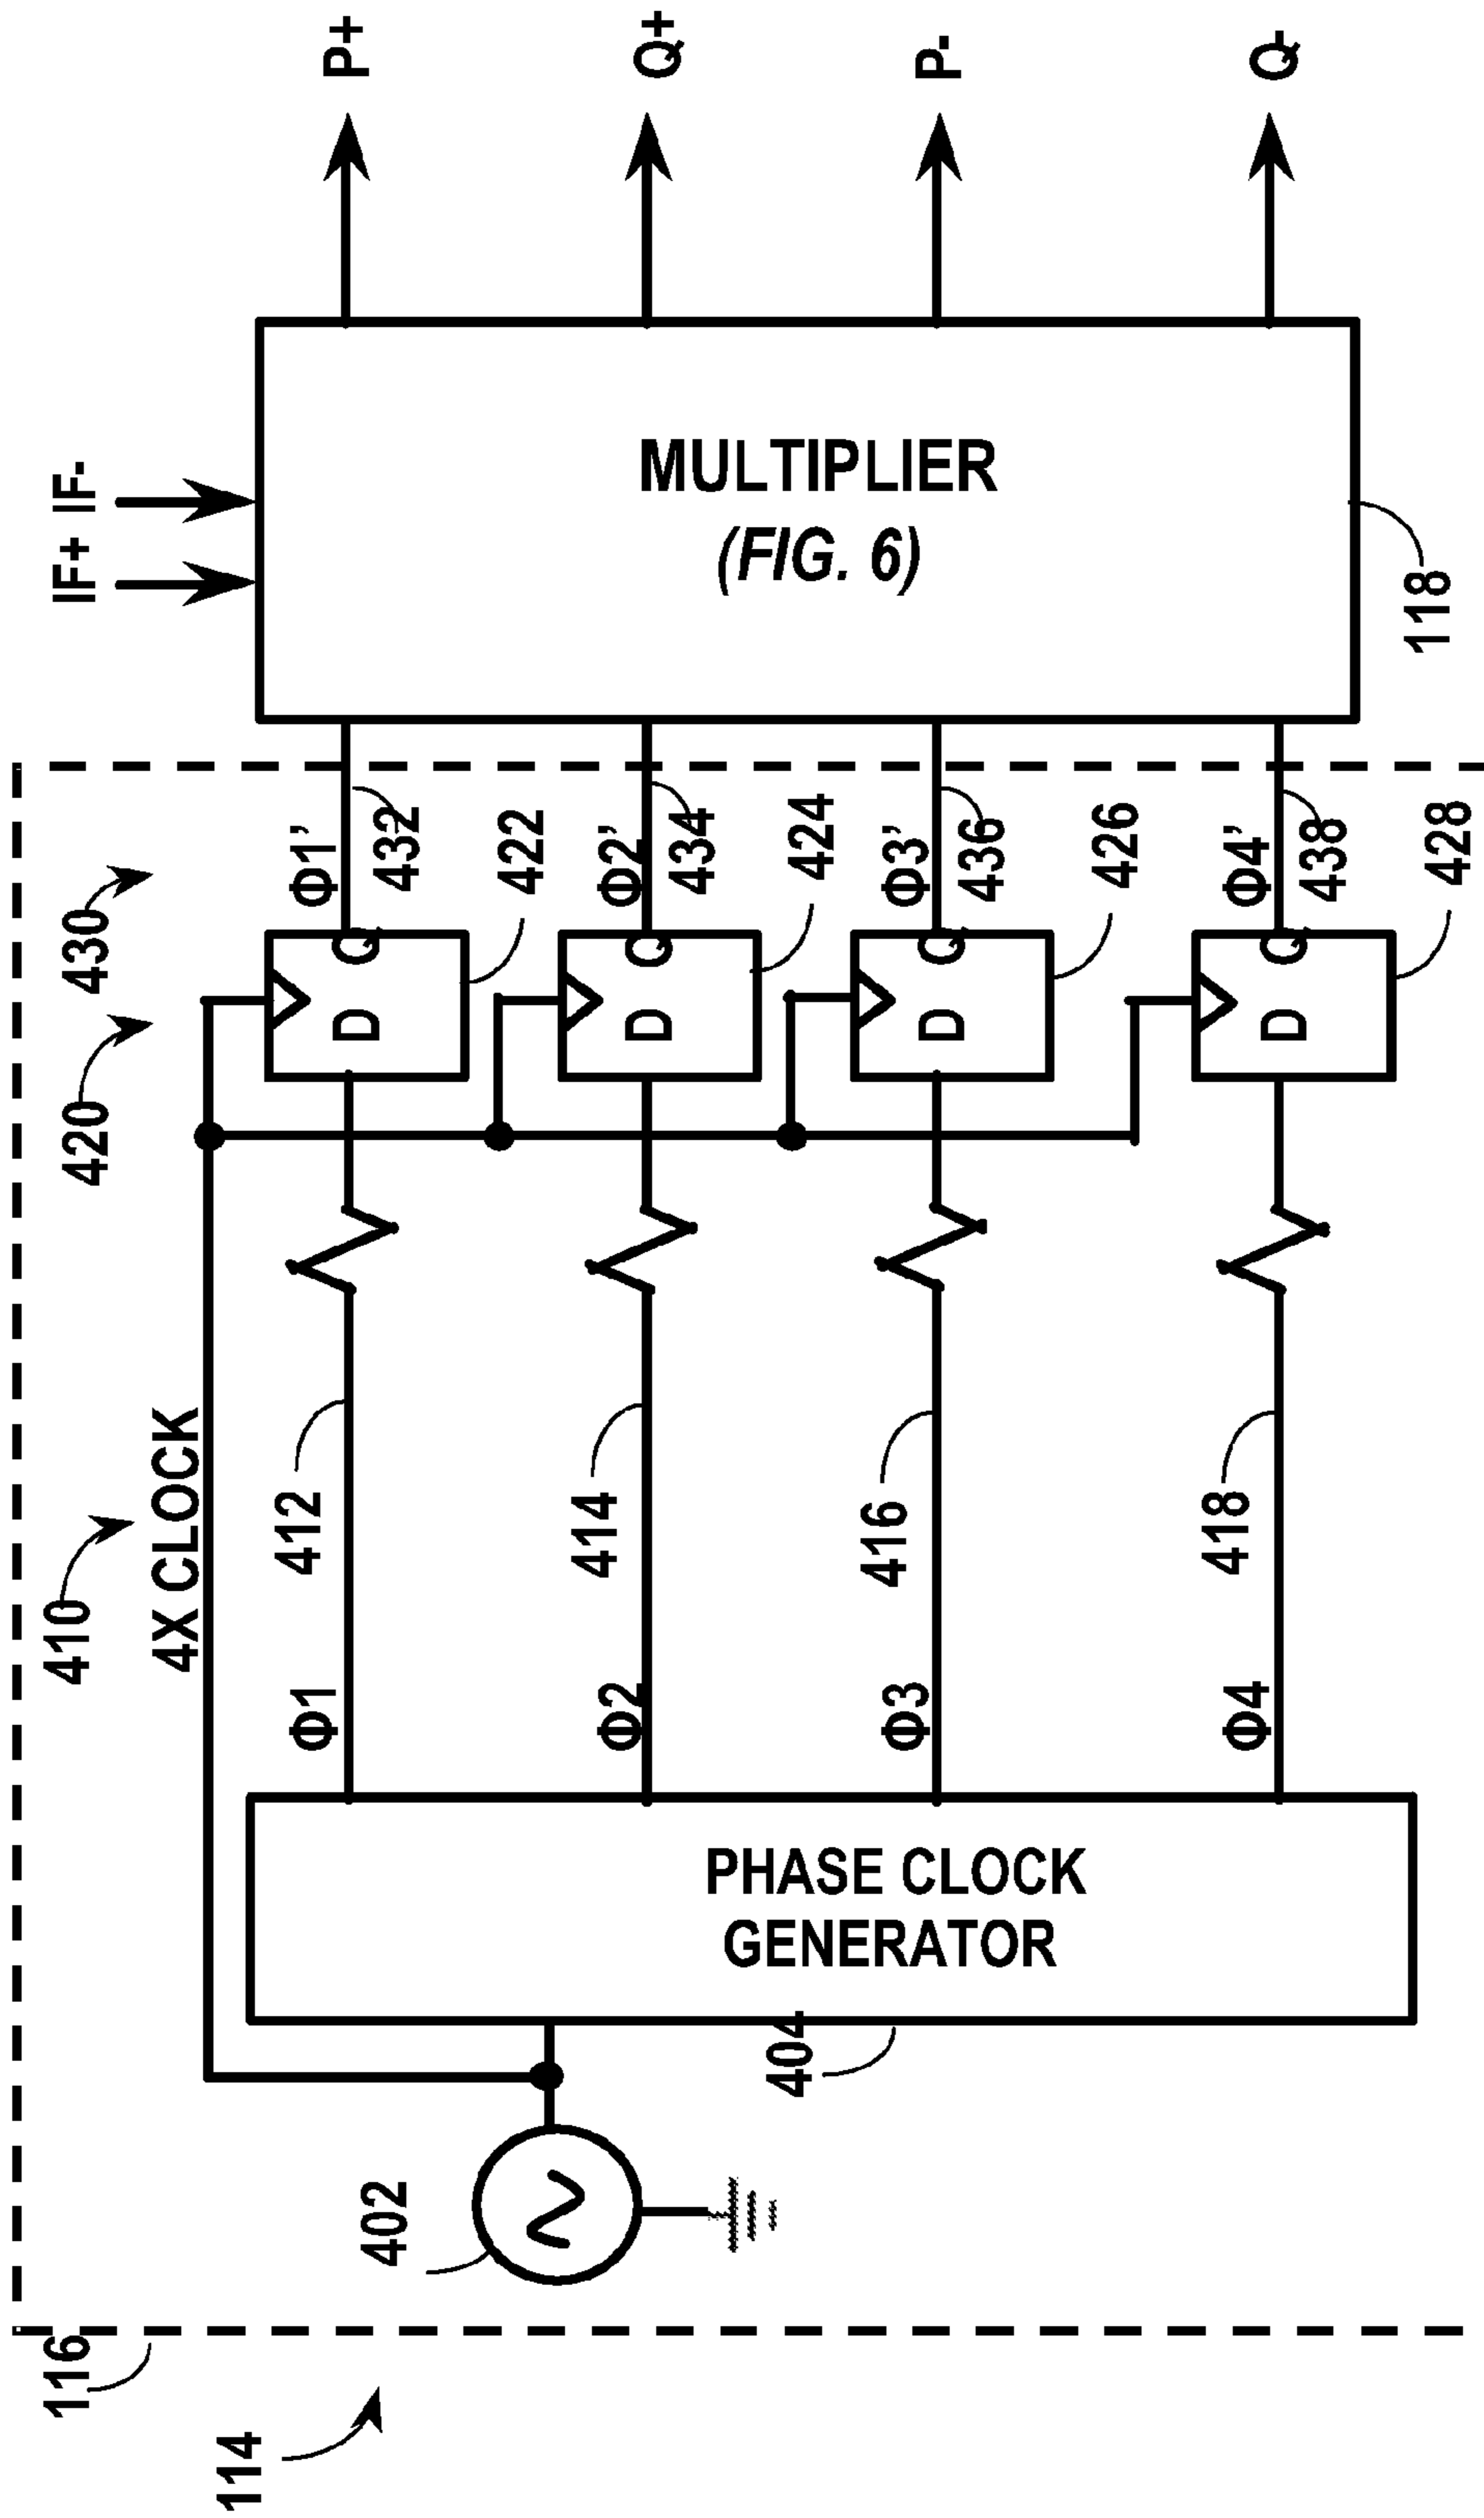 114
116
402
404
PHASE CLOCK
GENERATOR
410
4X CLOCK
Φ1
412
Φ2
414
Φ3
416
Φ4
418
420
430
D Q
Φ1'
432
422
D Q
Φ2'
434
424
D Q
Φ3'
436
426
D Q
Φ4'
438
428
IF+ IF-
MULTIPLIER
(FIG. 6)
118
P+
Q+
P-
Q-